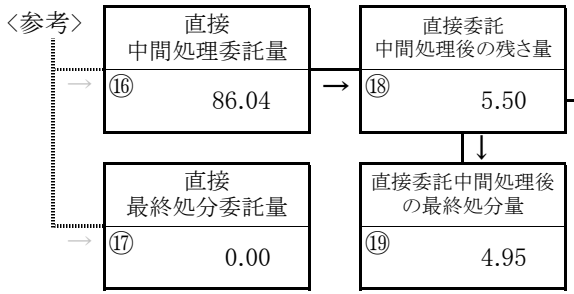 〈参考〉
直接
中間処理委託量
⑯ 86.04
→
→
直接委託
中間処理後の残さ量
⑱ 5.50
↓
直接
最終処分委託量
⑰ 0.00
→
直接委託中間処理後
の最終処分量
⑲ 4.95